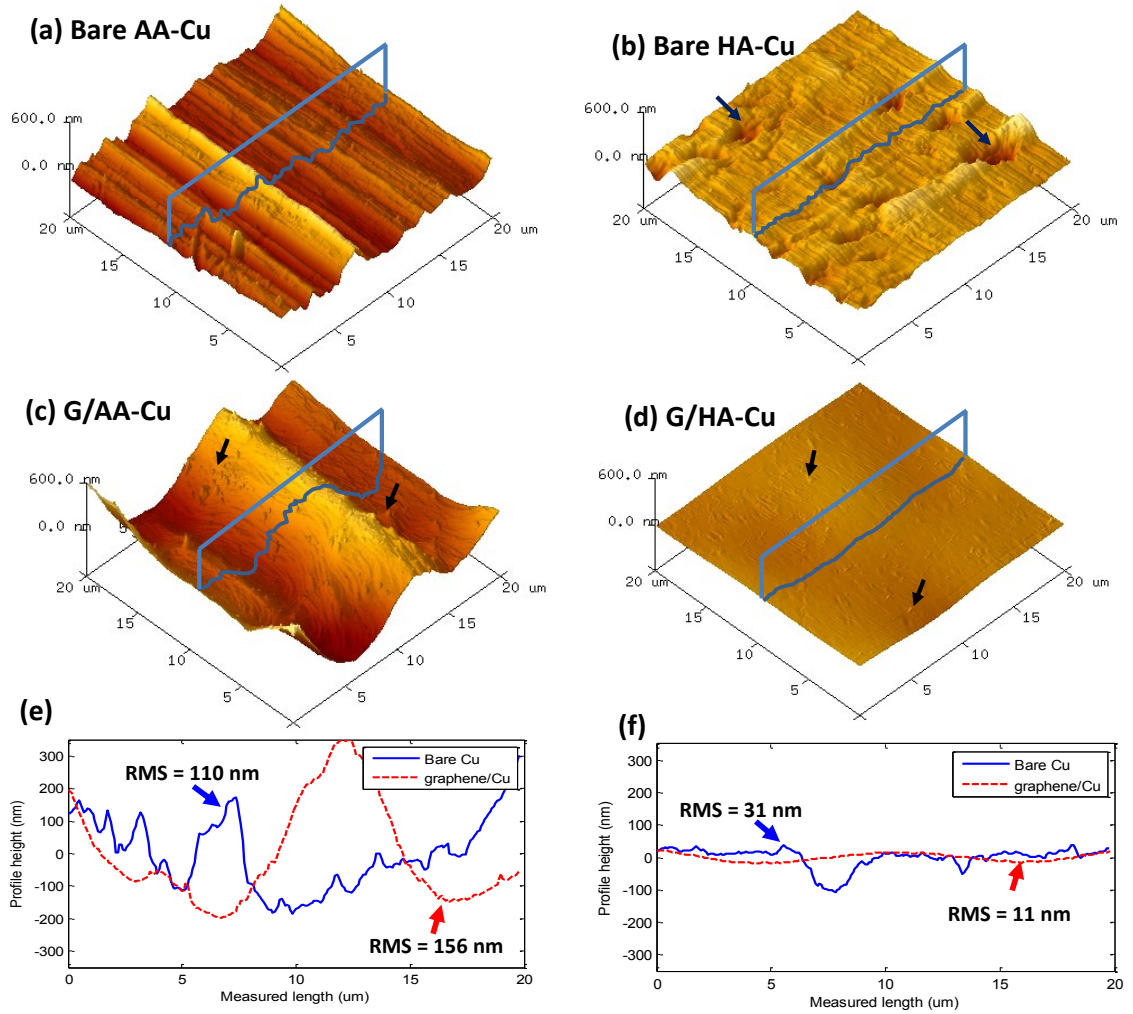 (a) Bare AA-Cu
600.0 nm
0.0 nm
20 um
15
10
5
5
10
15
20 um
(b) Bare HA-Cu
600.0 nm
0.0 nm
20 um
15
10
5
5
10
15
20 um
(c) G/AA-Cu
600.0 nm
0.0 nm
5
20 um
15
10
5
5
10
15
20 um
(d) G/HA-Cu
600.0 nm
0.0 nm
20 um
15
10
5
5
10
15
20 um
(e)
Profile height (nm)
300
200
100
0
-100
-200
-300
RMS = 110 nm
Bare Cu
graphene/Cu
RMS = 156 nm
0
5
10
15
20
Measured length (um)
(f)
Profile height (nm)
300
200
100
0
-100
-200
-300
Bare Cu
graphene/Cu
RMS = 31 nm
RMS = 11 nm
0
5
10
15
20
Measured length (um)